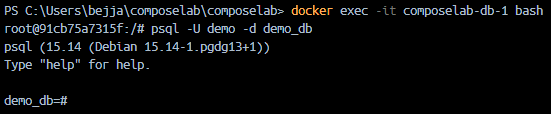 PS C:\Users\bejja\composelab\composelab> docker exec -it composelab-db-1 bash
root@91cb75a7315f:/# psql -U demo -d demo_db
psql (15.14 (Debian 15.14-1.pgdg13+1))
Type "help" for help.
demo_db=#